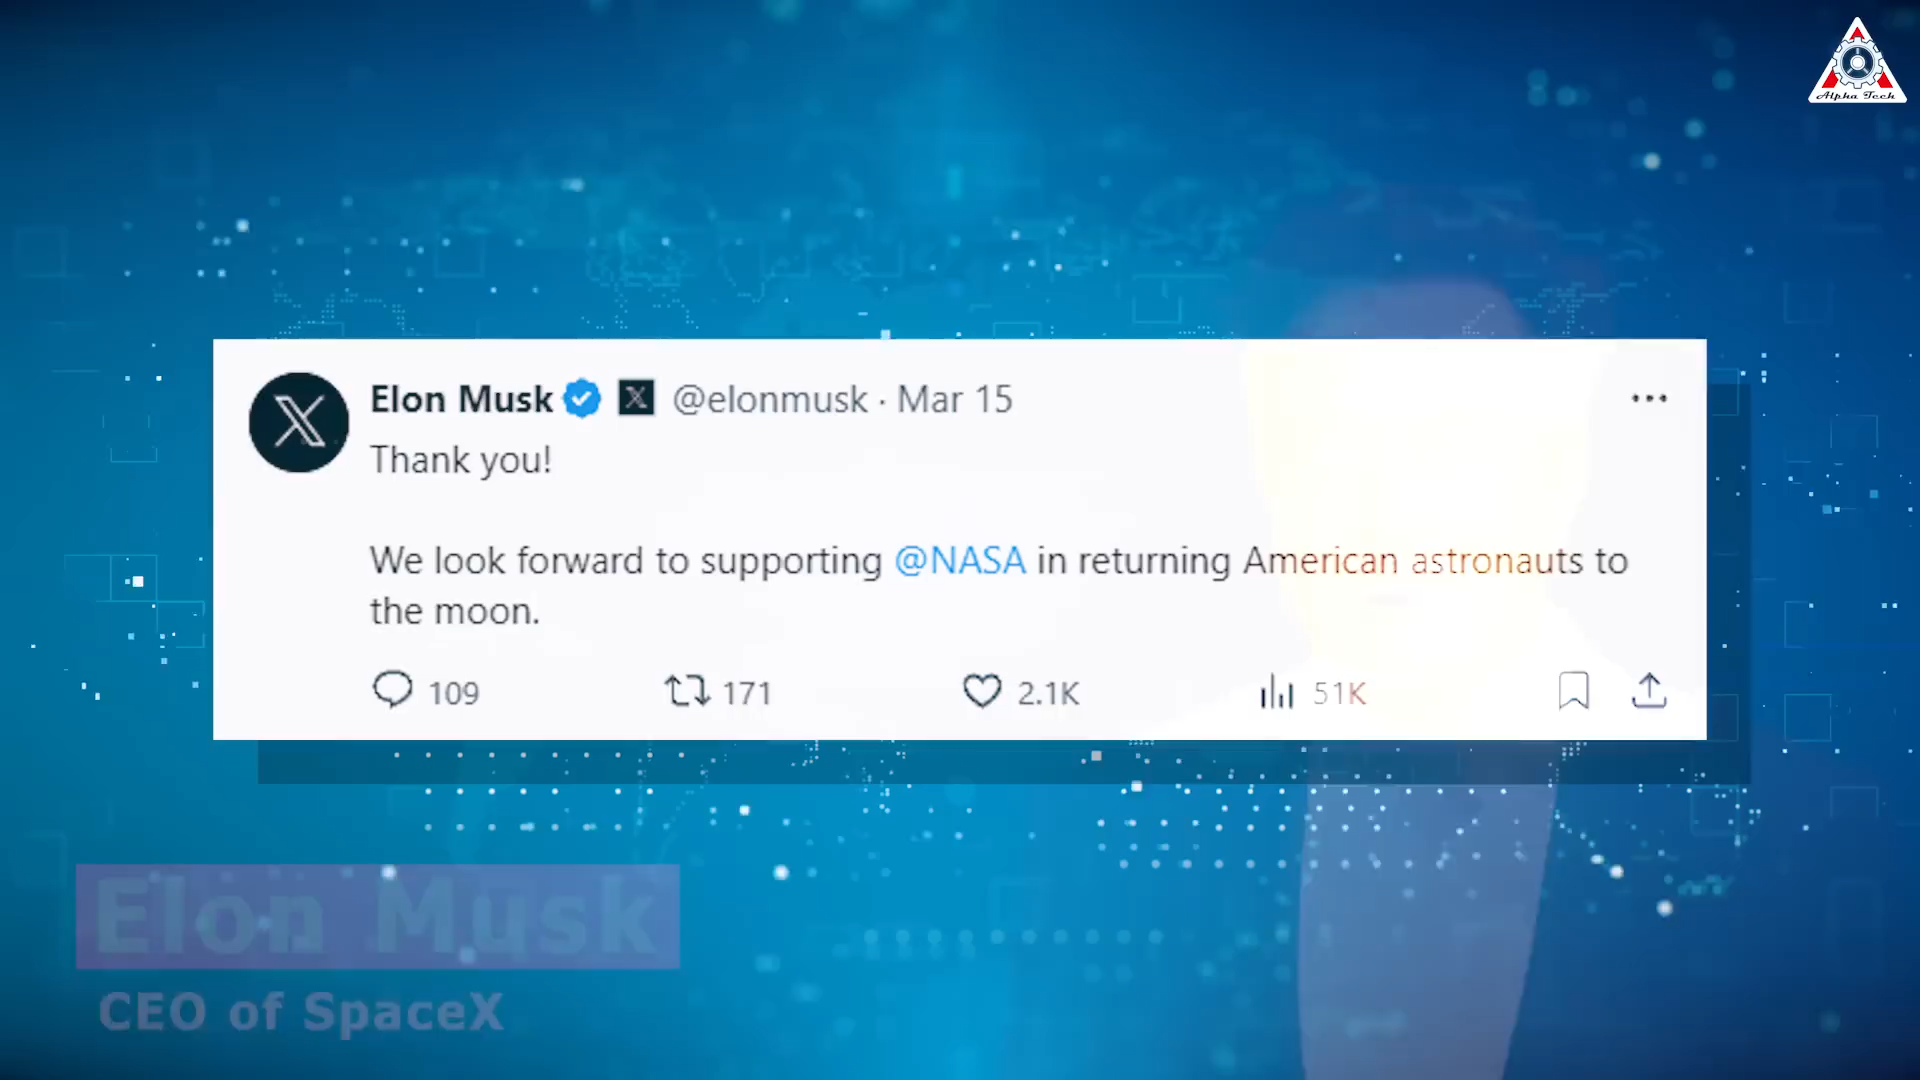 Alpha Tech
Elon Musk @elonmusk · Mar 15
Thank you!
We look forward to supporting @NASA in returning American astronauts to
the moon.
109 171 2.1K 51K
Elon Musk
CEO of SpaceX